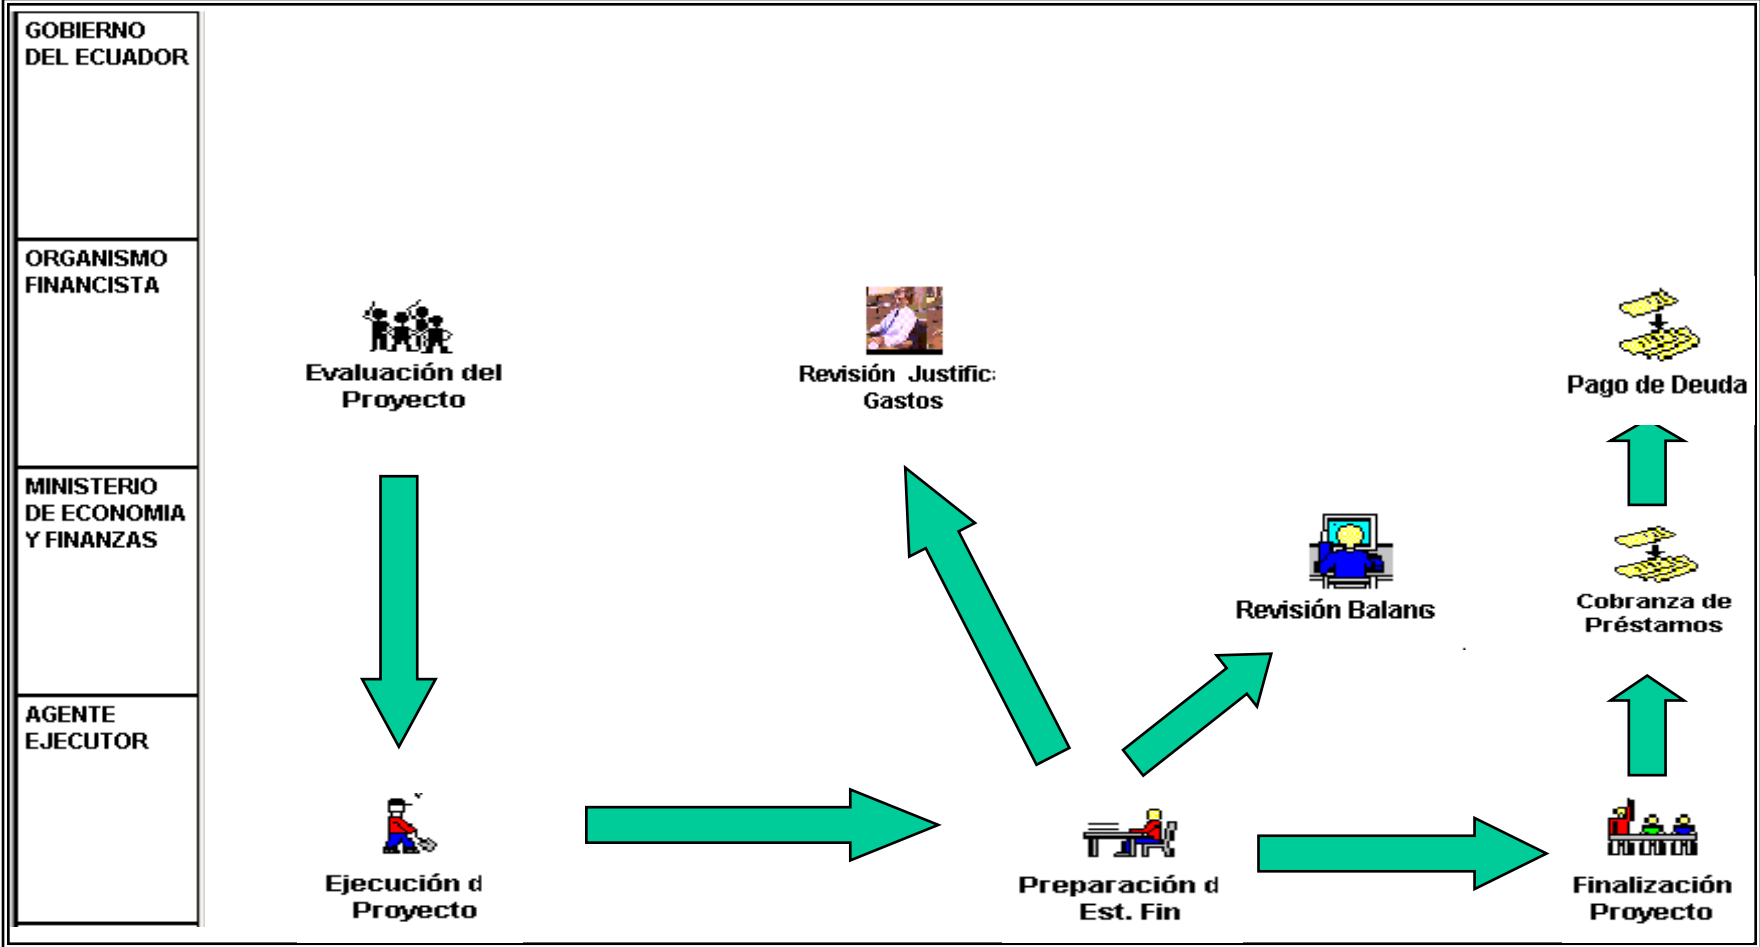 GOBIERNO
DEL ECUADOR
ORGANISMO
FINANCISTA
Evaluación del
Proyecto
Revisión Justific
Gastos
Pago de Deuda
MINISTERIO
DE ECONOMIA
Y FINANZAS
Revisión Balanc
Cobranza de
Préstamos
AGENTE
EJECUTOR
Ejecución d
Proyecto
Preparación d
Est. Fin
Finalización
Proyecto